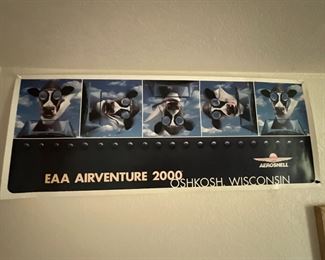 EAA AIRVENTURE 2000
OSHKOSH, WISCONSIN
AEROSHELL